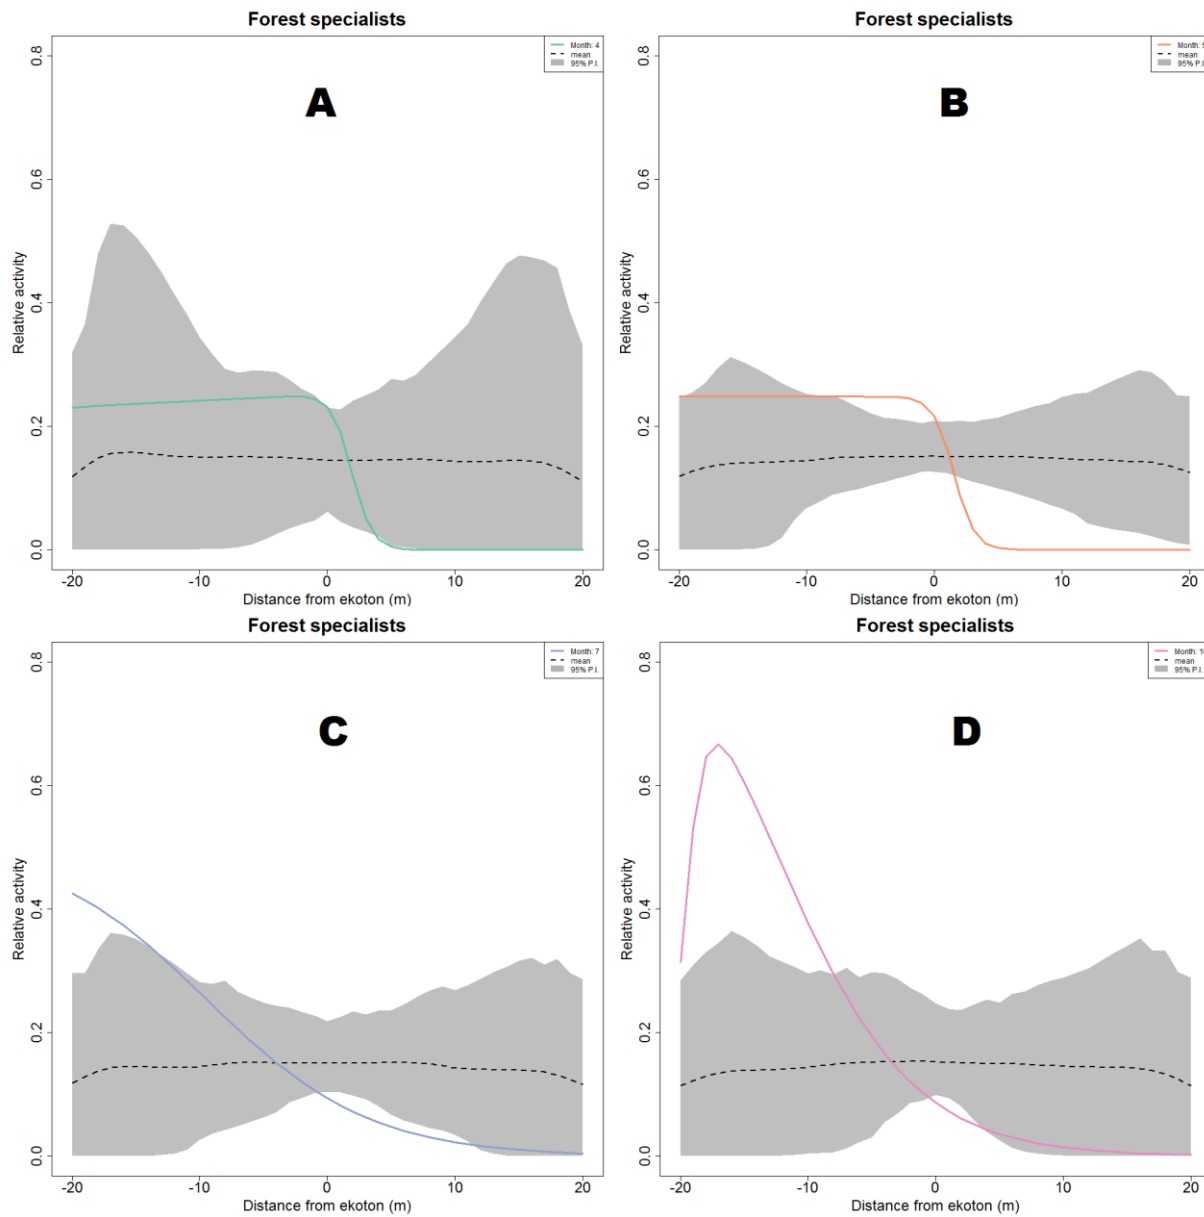 Forest specialists
Month: 4
mean
95% P.I.
A
Relative activity
0.0 0.2 0.4 0.6 0.8
-20 -10 0 10 20
Distance from ekoton (m)
Forest specialists
Month:
mean
95% P.I.
B
Relative activity
0.0 0.2 0.4 0.6 0.8
-20 -10 0 10 20
Distance from ekoton (m)
Forest specialists
Month: 7
mean
95% P.I.
C
Relative activity
0.0 0.2 0.4 0.6 0.8
-20 -10 0 10 20
Distance from ekoton (m)
Forest specialists
Month:
mean
95% P.I.
D
Relative activity
0.0 0.2 0.4 0.6 0.8
-20 -10 0 10 20
Distance from ekoton (m)